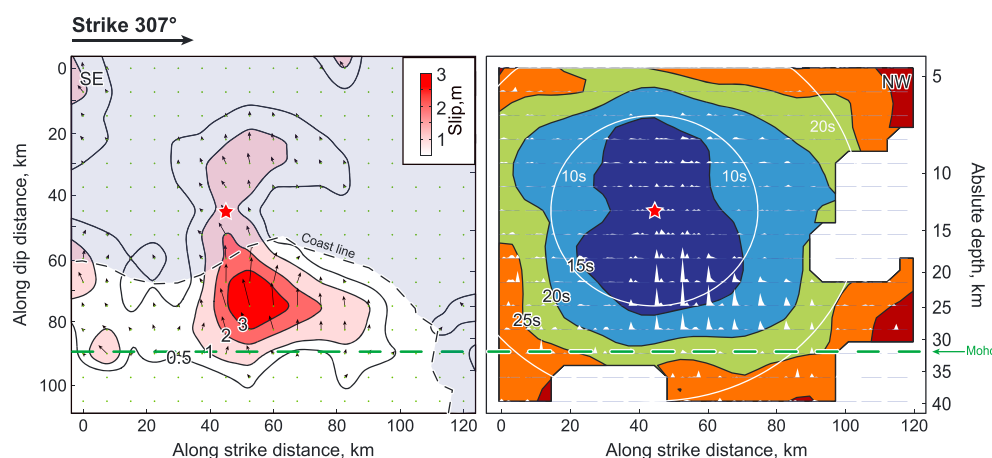 Strike 307°
SE
3
2
1
Slip,m
Coast line
0.5
1
2
3
0
20
40
60
80
100
Along dip distance, km
0
20
40
60
80
100
120
Along strike distance, km
NW
20s
10s
10s
15s
20s
25s
5
10
15
20
25
30
35
40
Abslute depth, km
Moho
0
20
40
60
80
100
120
Along strike distance, km